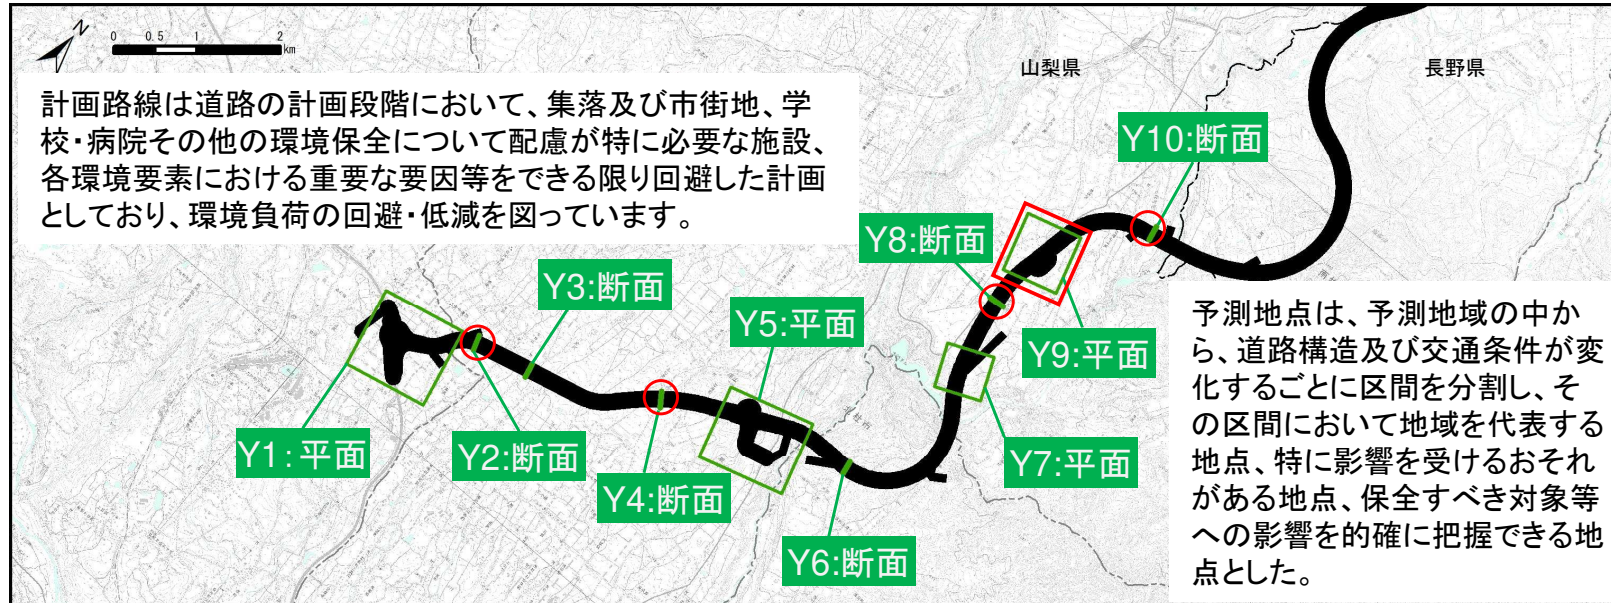 N
0 0.5 1 2
km
山梨県
長野県
計画路線は道路の計画段階において、集落及び市街地、学
校・病院その他の環境保全について配慮が特に必要な施設、
各環境要素における重要な要因等をできる限り回避した計画
としており、環境負荷の回避・低減を図っています。
Y10:断面
Y8:断面
Y3:断面
Y5:平面
Y9:平面
Y1:平面
Y2:断面
Y4:断面
Y7:平面
Y6:断面
予測地点は、予測地域の中か
ら、道路構造及び交通条件が変
化するごとに区間を分割し、そ
の区間において地域を代表する
地点、特に影響を受けるおそれ
がある地点、保全すべき対象等
への影響を的確に把握できる地
点とした。